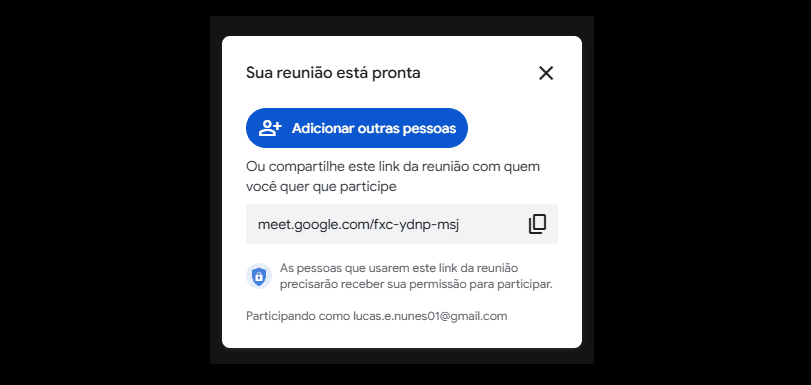 Sua reunião está pronta
Adicionar outras pessoas
Ou compartilhe este link da reunião com quem
você quer que participe
meet.google.com/fxc-ydnp-msj
As pessoas que usarem este link da reunião
precisarão receber sua permissão para participar.
Participando como lucas.e.nunes01@gmail.com